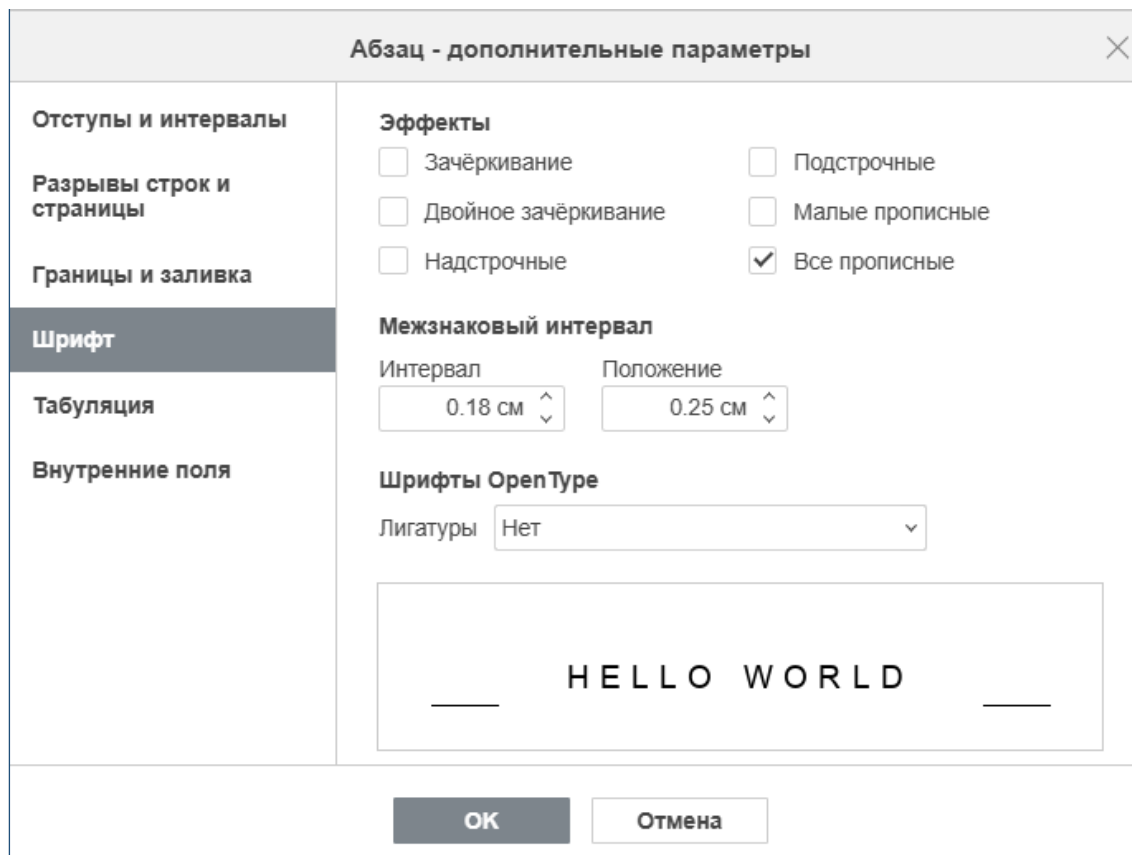 Абзац - дополнительные параметры
Отступы и интервалы
Разрывы строк и
страницы
Границы и заливка
Шрифт
Табуляция
Внутренние поля
Эффекты
Зачёркивание
Подстрочные
Двойное зачёркивание
Малые прописные
Надстрочные
Все прописные
Межзнаковый интервал
Интервал
Положение
0.18 см
0.25 см
Шрифты OpenType
Лигатуры
Нет
HELLO WORLD
ОК
Отмена